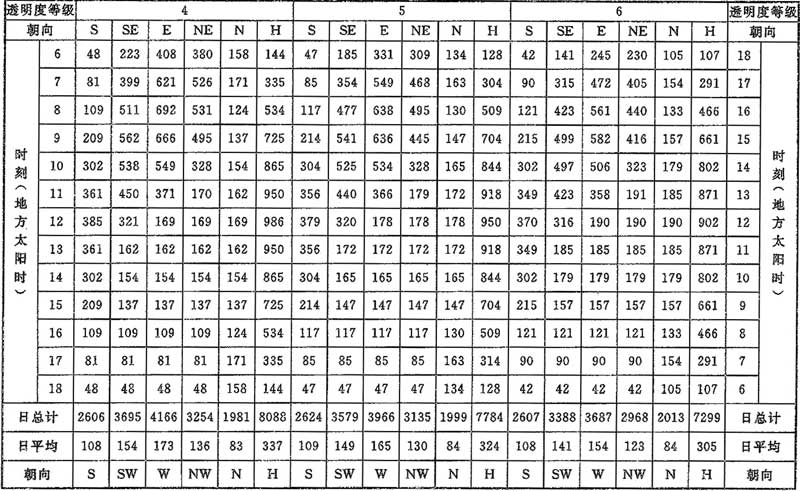 透明度等级 4 5 6 透明度等级
朝向 S SE E NE N H S SE E NE N H S SE E NE N H 朝向
时刻（地方太阳时）
6 48 223 408 380 158 144 47 185 331 309 134 128 42 141 245 230 105 107 18
7 81 399 621 526 171 335 85 354 549 468 163 304 90 315 472 405 154 291 17
8 109 511 692 531 124 534 117 477 638 495 130 509 121 423 561 440 133 466 16
9 209 562 666 495 137 725 214 541 636 445 147 704 215 499 582 416 157 661 15
10 302 538 549 328 154 865 304 525 534 328 165 844 302 497 506 323 179 802 14
11 361 450 371 170 162 950 356 440 366 179 172 918 349 423 358 191 185 871 13
12 385 321 169 169 169 986 379 320 178 178 178 950 370 316 190 190 190 902 12
13 361 162 162 162 162 950 356 172 172 172 172 918 349 185 185 185 185 871 11
14 302 154 154 154 154 865 304 165 165 165 165 844 302 179 179 179 179 802 10
15 209 137 137 137 137 725 214 147 147 147 147 704 215 157 157 157 157 661 9
16 109 109 109 109 124 534 117 117 117 117 130 509 121 121 121 121 133 466 8
17 81 81 81 81 171 335 85 85 85 85 163 314 90 90 90 90 154 291 7
18 48 48 48 48 158 144 47 47 47 47 134 128 42 42 42 42 105 107 6
时刻（地方太阳时）
日总计 2606 3695 4166 3254 1981 8088 2624 3579 3966 3135 1999 7784 2607 3388 3687 2968 2013 7299 日总计
日平均 108 154 173 136 83 337 109 149 165 130 84 324 108 141 154 123 84 305 日平均
朝向 S SW W NW N H S SW W NW N H S SW W NW N H 朝向